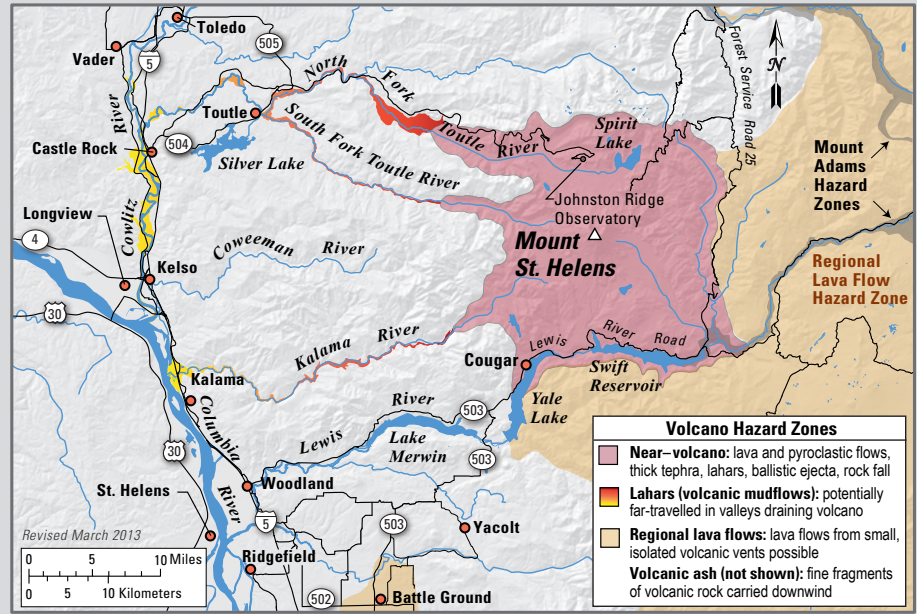 Toledo
Vader
505
5
North
Fork
Forest Service Road 25
N
River
Toutle
South Fork Toutle River
Toutle River
Spirit
Lake
Castle Rock
504
Silver Lake
Johnston Ridge
Observatory
Mount
Adams
Hazard
Zones
Longview
Cowlitz
4
Coweeman River
Mount
St. Helens
Regional
Lava Flow
Hazard Zone
Kelso
30
Kalama River
Lewis
River Road
Cougar
Swift
Reservoir
Kalama
Columbia
River
Yale
Lake
503
Lewis
River
Lake
Merwin
503
30
Woodland
St. Helens
River
5
503
Yacolt
Ridgefield
502
Battle Ground
Revised March 2013
0 5 10 Miles
0 5 10 Kilometers
Volcano Hazard Zones
Near–volcano: lava and pyroclastic flows,
thick tephra, lahars, ballistic ejecta, rock fall
Lahars (volcanic mudflows): potentially
far-travelled in valleys draining volcano
Regional lava flows: lava flows from small,
isolated volcanic vents possible
Volcanic ash (not shown): fine fragments
of volcanic rock carried downwind